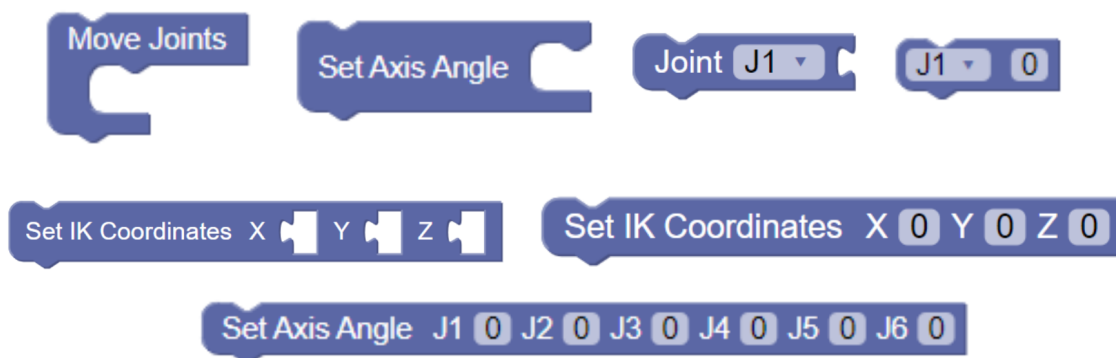 Move Joints
Set Axis Angle
Joint J1
J1 0
Set IK Coordinates X Y Z
Set IK Coordinates X 0 Y 0 Z 0
Set Axis Angle J1 0 J2 0 J3 0 J4 0 J5 0 J6 0